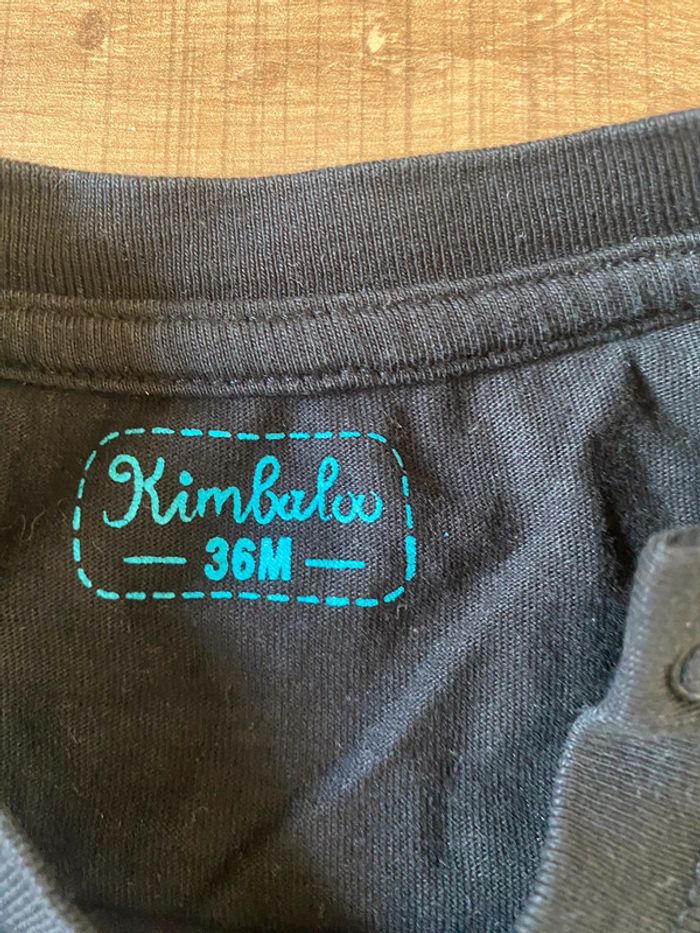 Kimbaloo
— 36M —